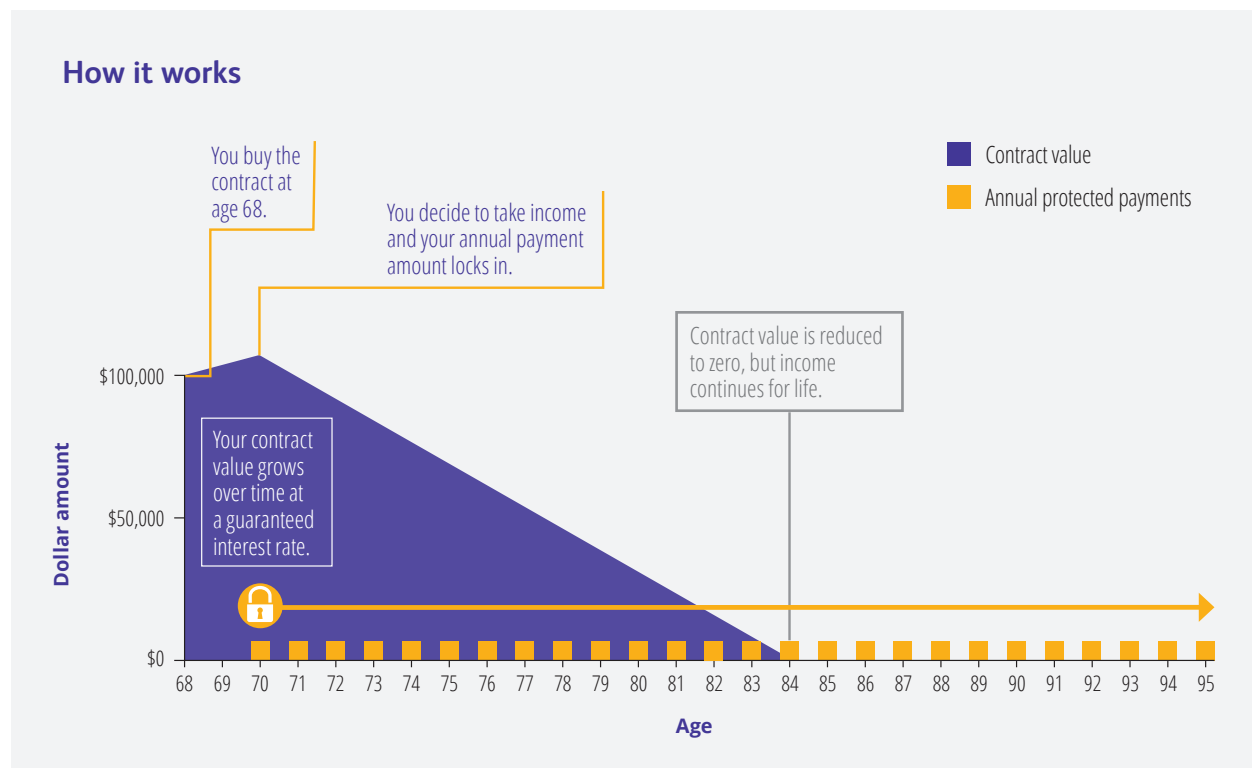 How it works
You buy the
contract at
age 68.
You decide to take income
and your annual payment
amount locks in.
Contract value
Annual protected payments
Contract value is reduced
to zero, but income
continues for life.
Your contract
value grows
over time at
a guaranteed
interest rate.
Dollar amount
$100,000
$50,000
$0
68 69 70 71 72 73 74 75 76 77 78 79 80 81 82 83 84 85 86 87 88 89 90 91 92 93 94 95
Age